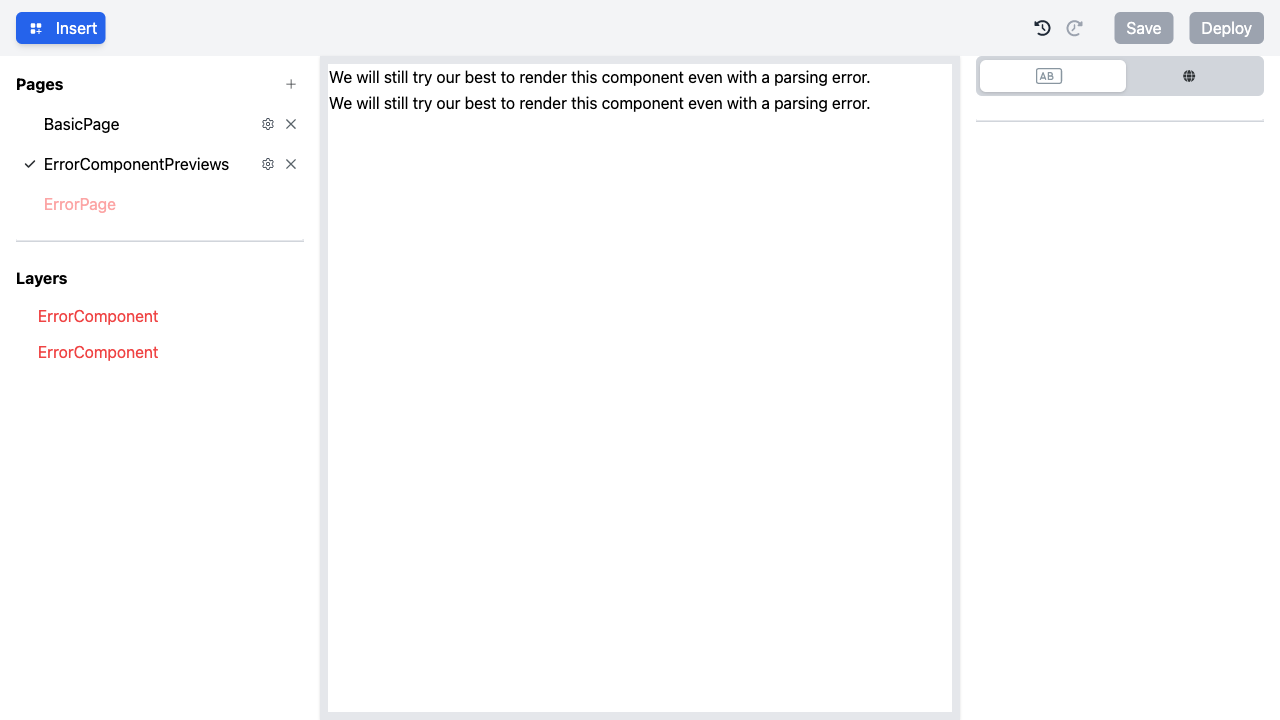 Insert
Save
Deploy
Pages
BasicPage
ErrorComponentPreviews
ErrorPage
Layers
ErrorComponent
ErrorComponent
We will still try our best to render this component even with a parsing error.
We will still try our best to render this component even with a parsing error.
AB